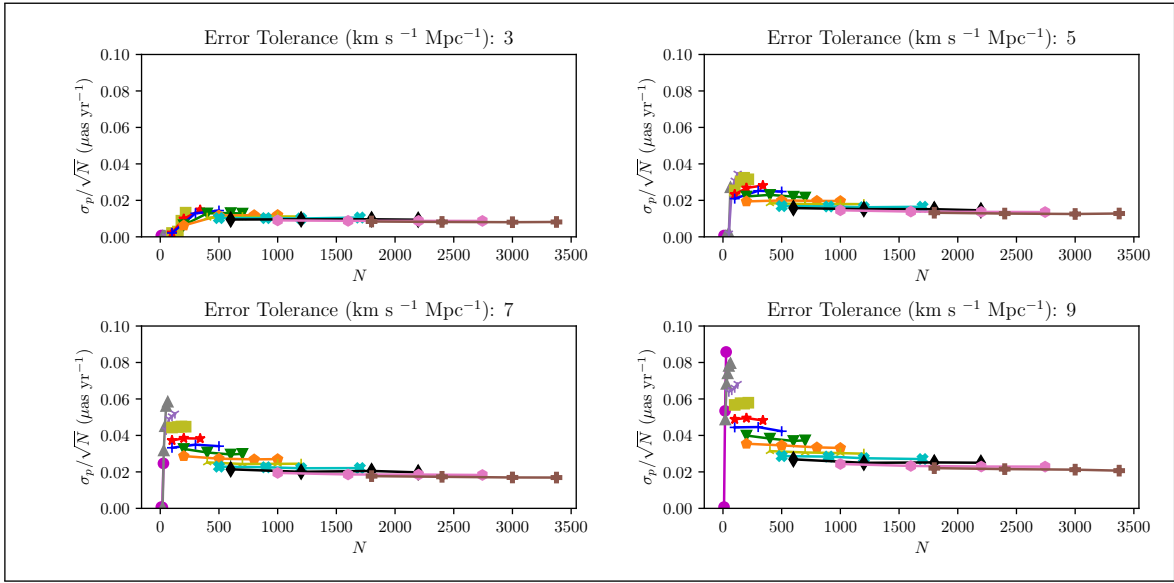 Error Tolerance (km s ⁻¹ Mpc⁻¹): 3
0.10
0.08
0.06
0.04
0.02
0.00
σₚ/√N (μas yr⁻¹)
0 500 1000 1500 2000 2500 3000 3500
N
Error Tolerance (km s ⁻¹ Mpc⁻¹): 5
0.10
0.08
0.06
0.04
0.02
0.00
σₚ/√N (μas yr⁻¹)
0 500 1000 1500 2000 2500 3000 3500
N
Error Tolerance (km s ⁻¹ Mpc⁻¹): 7
0.10
0.08
0.06
0.04
0.02
0.00
σₚ/√N (μas yr⁻¹)
0 500 1000 1500 2000 2500 3000 3500
N
Error Tolerance (km s ⁻¹ Mpc⁻¹): 9
0.10
0.08
0.06
0.04
0.02
0.00
σₚ/√N (μas yr⁻¹)
0 500 1000 1500 2000 2500 3000 3500
N